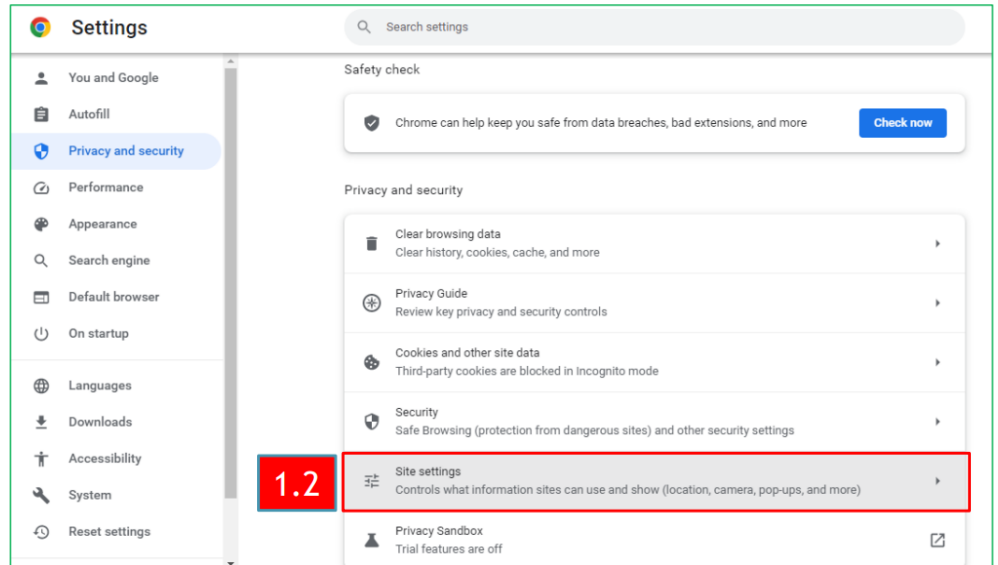 Settings
Search settings
You and Google
Autofill
Privacy and security
Performance
Appearance
Search engine
Default browser
On startup
Languages
Downloads
Accessibility
System
Reset settings
Safety check
Chrome can help keep you safe from data breaches, bad extensions, and more
Check now
Privacy and security
Clear browsing data
Clear history, cookies, cache, and more
Privacy Guide
Review key privacy and security controls
Cookies and other site data
Third-party cookies are blocked in Incognito mode
Security
Safe Browsing (protection from dangerous sites) and other security settings
1.2
Site settings
Controls what information sites can use and show (location, camera, pop-ups, and more)
Privacy Sandbox
Trial features are off